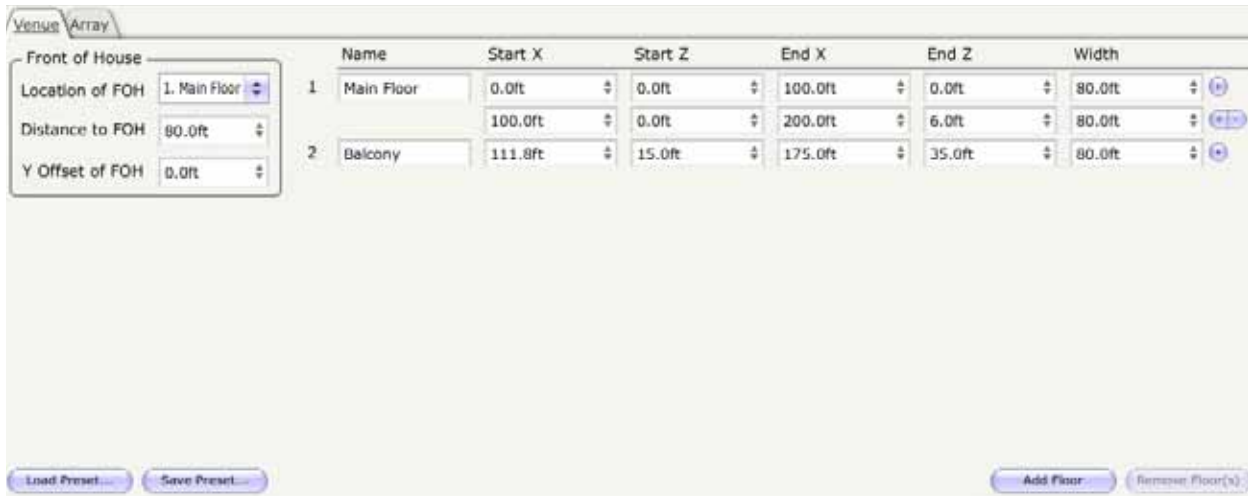 Venue Array
Front of House
Location of FOH 1. Main Floor
Distance to FOH 80.0ft
Y Offset of FOH 0.0ft
Name Start X Start Z End X End Z Width
1 Main Floor 0.0ft 0.0ft 100.0ft 0.0ft 80.0ft
100.0ft 0.0ft 200.0ft 6.0ft 80.0ft
2 Balcony 111.8ft 15.0ft 175.0ft 35.0ft 80.0ft
Load Preset... Save Preset... Add Floor Remove Floor(s)